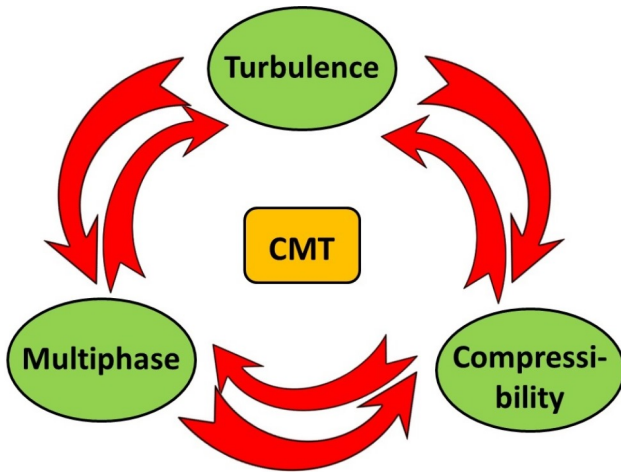 Turbulence
CMT
Multiphase
Compressi-
bility